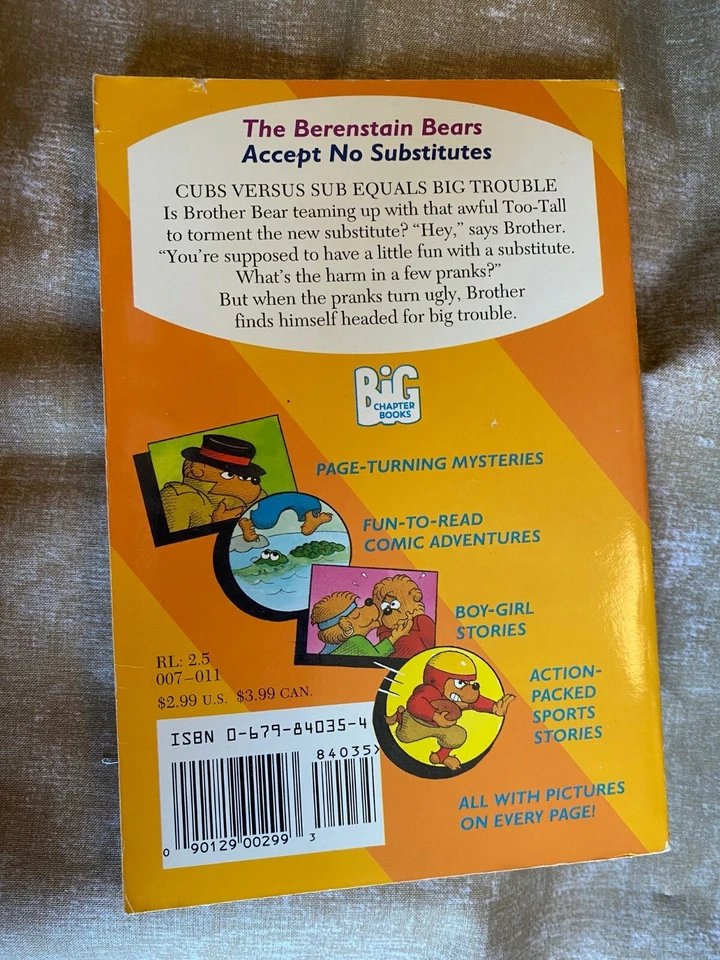 The Berenstain Bears
Accept No Substitutes
CUBS VERSUS SUB EQUALS BIG TROUBLE
Is Brother Bear teaming up with that awful Too-Tall
to torment the new substitute? “Hey,” says Brother.
“You’re supposed to have a little fun with a substitute.
What’s the harm in a few pranks?”
But when the pranks turn ugly, Brother
finds himself headed for big trouble.
BiG
CHAPTER
BOOKS
PAGE-TURNING MYSTERIES
FUN-TO-READ
COMIC ADVENTURES
BOY-GIRL
STORIES
ACTION-
PACKED
SPORTS
STORIES
ALL WITH PICTURES
ON EVERY PAGE!
RL: 2.5
007–011
$2.99 U.S. $3.99 CAN.
ISBN 0-679-84035-4
84035>
0 90129 00299 3